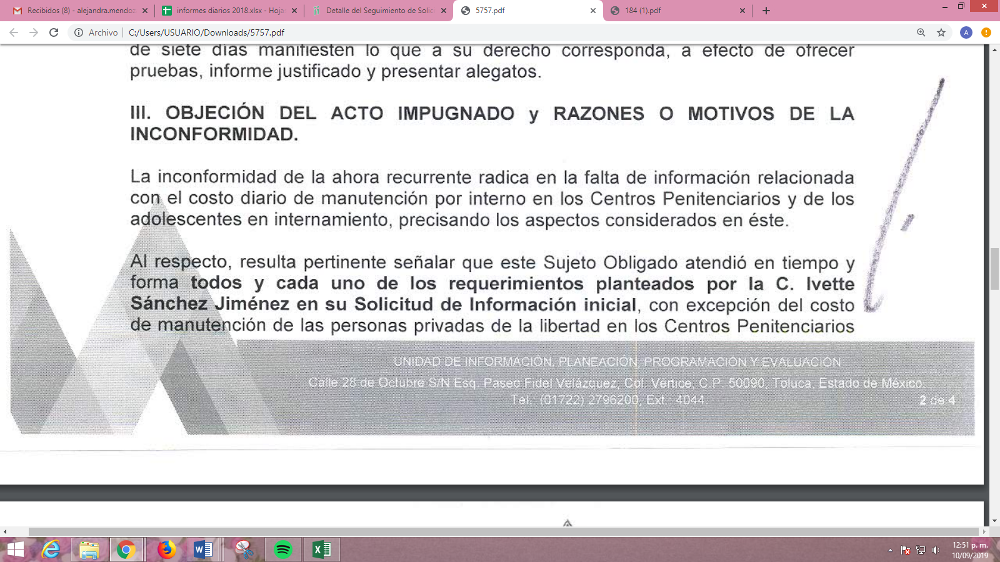 Recibidos (8) - alejandra.mendoz
informes diarios 2018.xlsx - Hoja
Detalle del Seguimiento de Solic
5757.pdf
184 (1).pdf
Archivo
C:/Users/USUARIO/Downloads/5757.pdf
A
de siete días manifiesten lo que a su derecho corresponda, a efecto de ofrecer
pruebas, informe justificado y presentar alegatos.
III. OBJECIÓN DEL ACTO IMPUGNADO y RAZONES O MOTIVOS DE LA
INCONFORMIDAD.
La inconformidad de la ahora recurrente radica en la falta de información relacionada
con el costo diario de manutención por interno en los Centros Penitenciarios y de los
adolescentes en internamiento, precisando los aspectos considerados en éste.
Al respecto, resulta pertinente señalar que este Sujeto Obligado atendió en tiempo y
forma todos y cada uno de los requerimientos planteados por la C. Ivette
Sánchez Jiménez en su Solicitud de Información inicial, con excepción del costo
de manutención de las personas privadas de la libertad en los Centros Penitenciarios
UNIDAD DE INFORMACIÓN, PLANEACIÓN, PROGRAMACIÓN Y EVALUACIÓN
Calle 28 de Octubre S/N Esq. Paseo Fidel Velázquez, Col. Vértice, C.P. 50090, Toluca, Estado de México.
Tel.: (01722) 2796200, Ext.: 4044
2 de 4
12:51 p. m.
10/09/2019